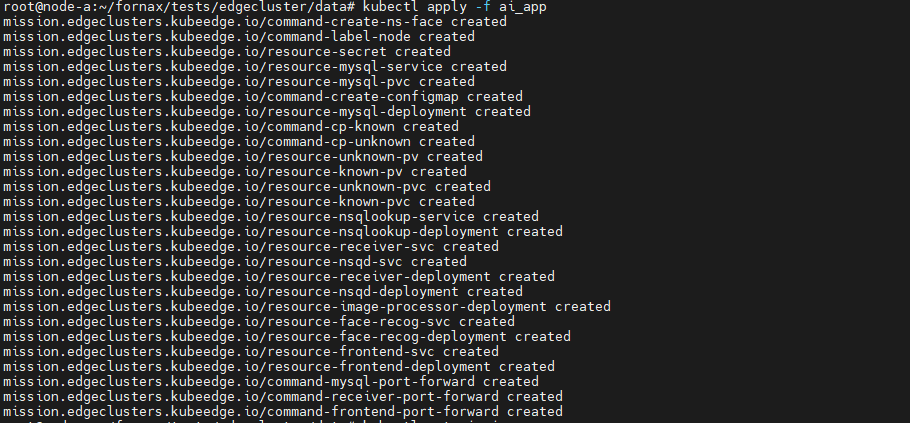 root@node-a:~/fornax/tests/edgecluster/data# kubectl apply -f ai_app
mission.edgeclusters.kubeedge.io/command-create-ns-face created
mission.edgeclusters.kubeedge.io/command-label-node created
mission.edgeclusters.kubeedge.io/resource-secret created
mission.edgeclusters.kubeedge.io/resource-mysql-service created
mission.edgeclusters.kubeedge.io/resource-mysql-pvc created
mission.edgeclusters.kubeedge.io/command-create-configmap created
mission.edgeclusters.kubeedge.io/resource-mysql-deployment created
mission.edgeclusters.kubeedge.io/command-cp-known created
mission.edgeclusters.kubeedge.io/command-cp-unknown created
mission.edgeclusters.kubeedge.io/resource-unknown-pv created
mission.edgeclusters.kubeedge.io/resource-known-pv created
mission.edgeclusters.kubeedge.io/resource-unknown-pvc created
mission.edgeclusters.kubeedge.io/resource-known-pvc created
mission.edgeclusters.kubeedge.io/resource-nsqlookup-service created
mission.edgeclusters.kubeedge.io/resource-nsqlookup-deployment created
mission.edgeclusters.kubeedge.io/resource-receiver-svc created
mission.edgeclusters.kubeedge.io/resource-nsqd-svc created
mission.edgeclusters.kubeedge.io/resource-receiver-deployment created
mission.edgeclusters.kubeedge.io/resource-nsqd-deployment created
mission.edgeclusters.kubeedge.io/resource-image-processor-deployment created
mission.edgeclusters.kubeedge.io/resource-face-recog-svc created
mission.edgeclusters.kubeedge.io/resource-face-recog-deployment created
mission.edgeclusters.kubeedge.io/resource-frontend-svc created
mission.edgeclusters.kubeedge.io/resource-frontend-deployment created
mission.edgeclusters.kubeedge.io/command-mysql-port-forward created
mission.edgeclusters.kubeedge.io/command-receiver-port-forward created
mission.edgeclusters.kubeedge.io/command-frontend-port-forward created